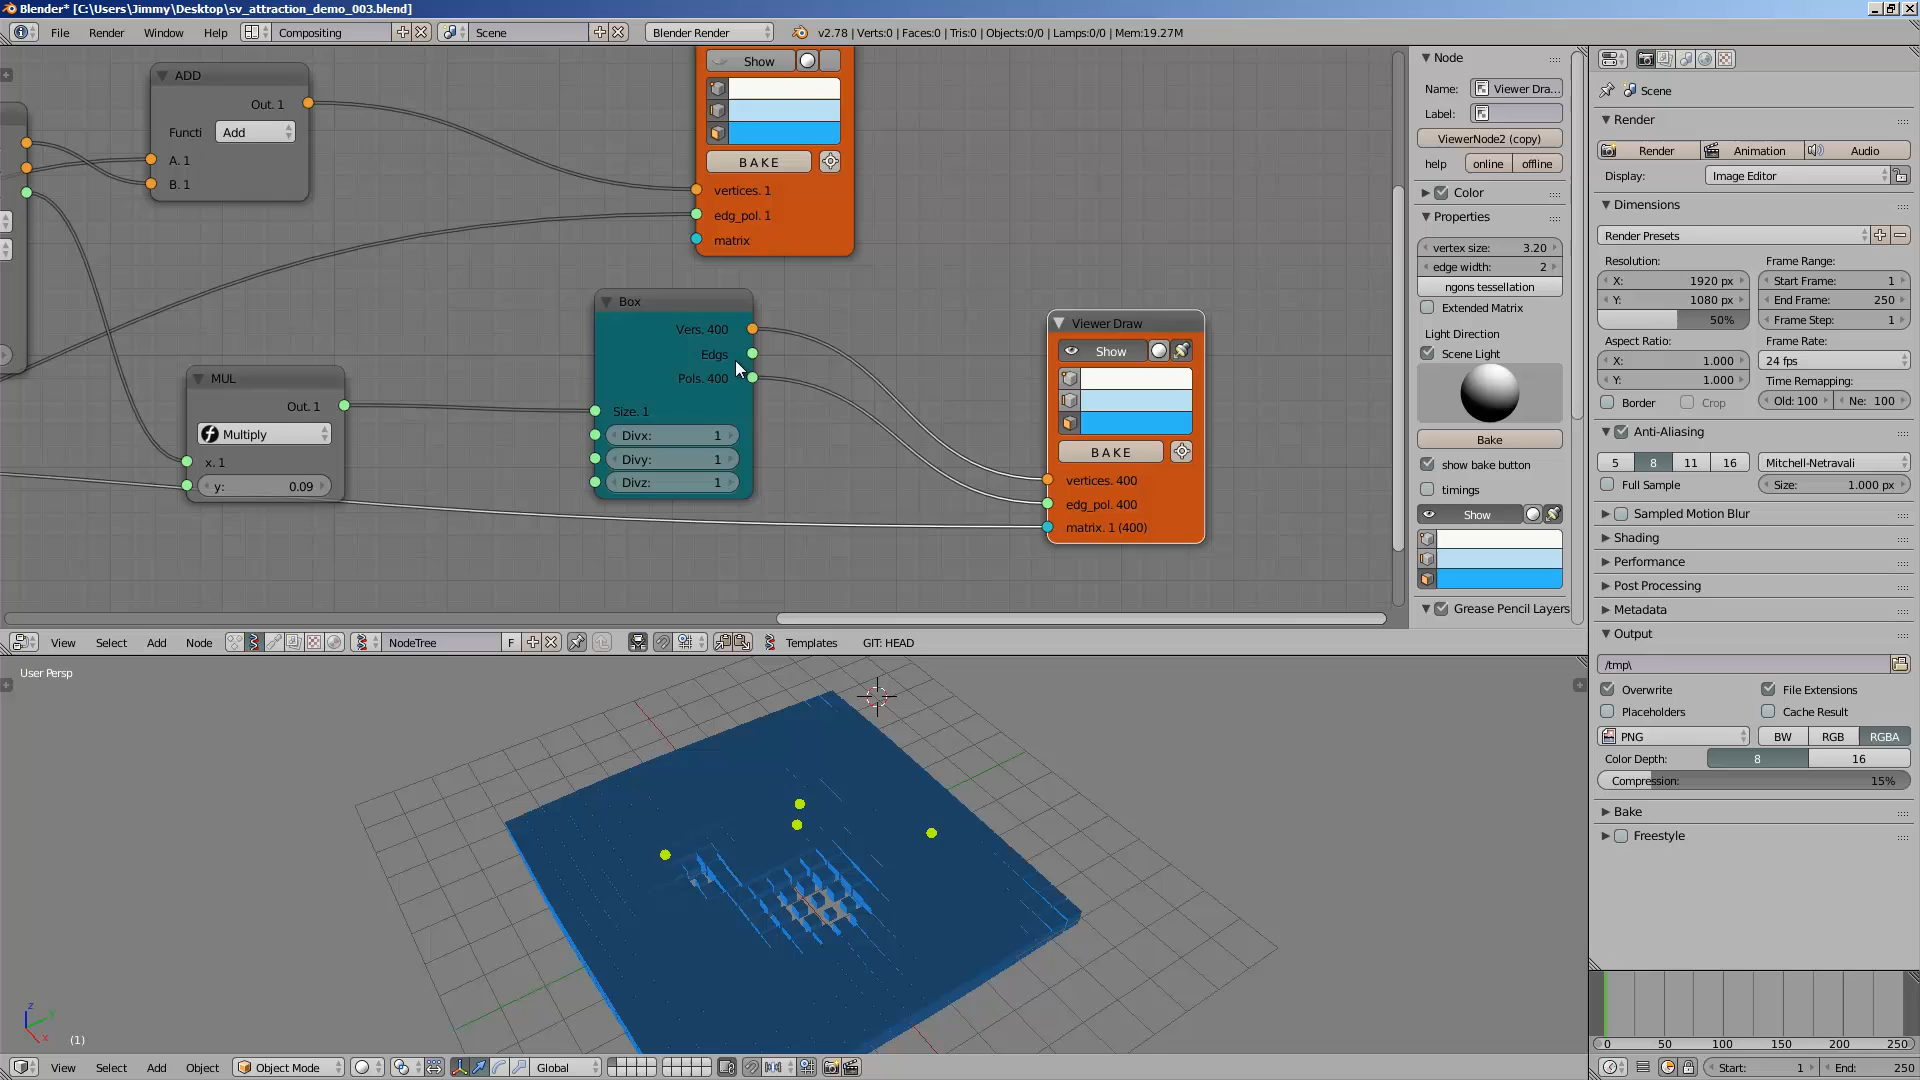 Blender* [C:\Users\Jimmy\Desktop\sv_attraction_demo_003.blend]
File Render Window Help Compositing Scene Blender Render v2.78 | Verts:0 | Faces:0 | Tris:0 | Objects:0/0 | Lamps:0/0 | Mem:19.27M
ADD
Out. 1
Functi Add
A. 1
B. 1
Show
BAKE
vertices. 1
edg_pol. 1
matrix
Box
Vers. 400
Edgs
Pols. 400
Size. 1
Divx: 1
Divy: 1
Divz: 1
MUL
Out. 1
Multiply
x. 1
y: 0.09
Viewer Draw
Show
BAKE
vertices. 400
edg_pol. 400
matrix. 1 (400)
Node
Name: Viewer Dra...
Label:
ViewerNode2 (copy)
help online offline
Color
Properties
vertex size: 3.20
edge width: 2
ngons tessellation
Extended Matrix
Light Direction
Scene Light
Bake
show bake button
timings
Show
Grease Pencil Layers
View Select Add Node NodeTree F Templates GIT: HEAD
User Persp
(1)
View Select Add Object Object Mode Global
Scene
Render
Render Animation Audio
Display: Image Editor
Dimensions
Render Presets
Resolution: Frame Range:
X: 1920 px Start Frame: 1
Y: 1080 px End Frame: 250
50% Frame Step: 1
Aspect Ratio: Frame Rate:
X: 1.000 24 fps
Y: 1.000 Time Remapping:
Border Crop Old: 100 Ne: 100
Anti-Aliasing
5 8 11 16 Mitchell-Netravali
Full Sample Size: 1.000 px
Sampled Motion Blur
Shading
Performance
Post Processing
Metadata
Output
/tmp\
Overwrite File Extensions
Placeholders Cache Result
PNG BW RGB RGBA
Color Depth: 8 16
Compression: 15%
Bake
Freestyle
0 50 100 150 200 250
Start: 1 End: 250